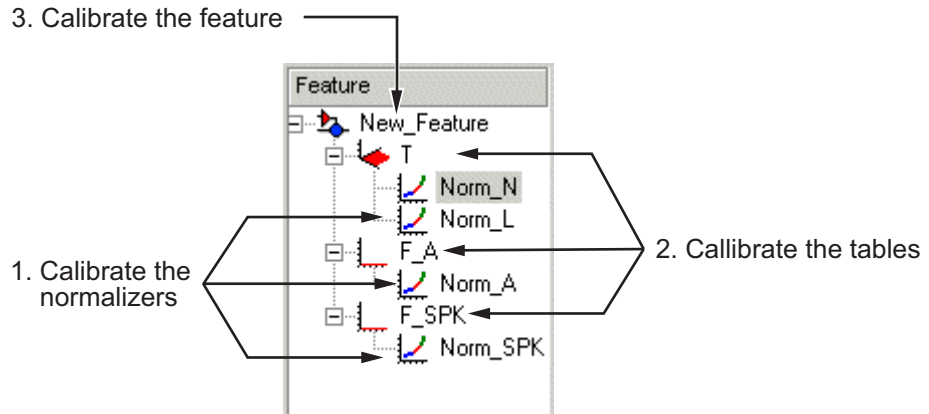 3. Calibrate the feature
Feature
New_Feature
T
Norm_N
Norm_L
F_A
Norm_A
F_SPK
Norm_SPK
1. Calibrate the
normalizers
2. Callibrate the tables